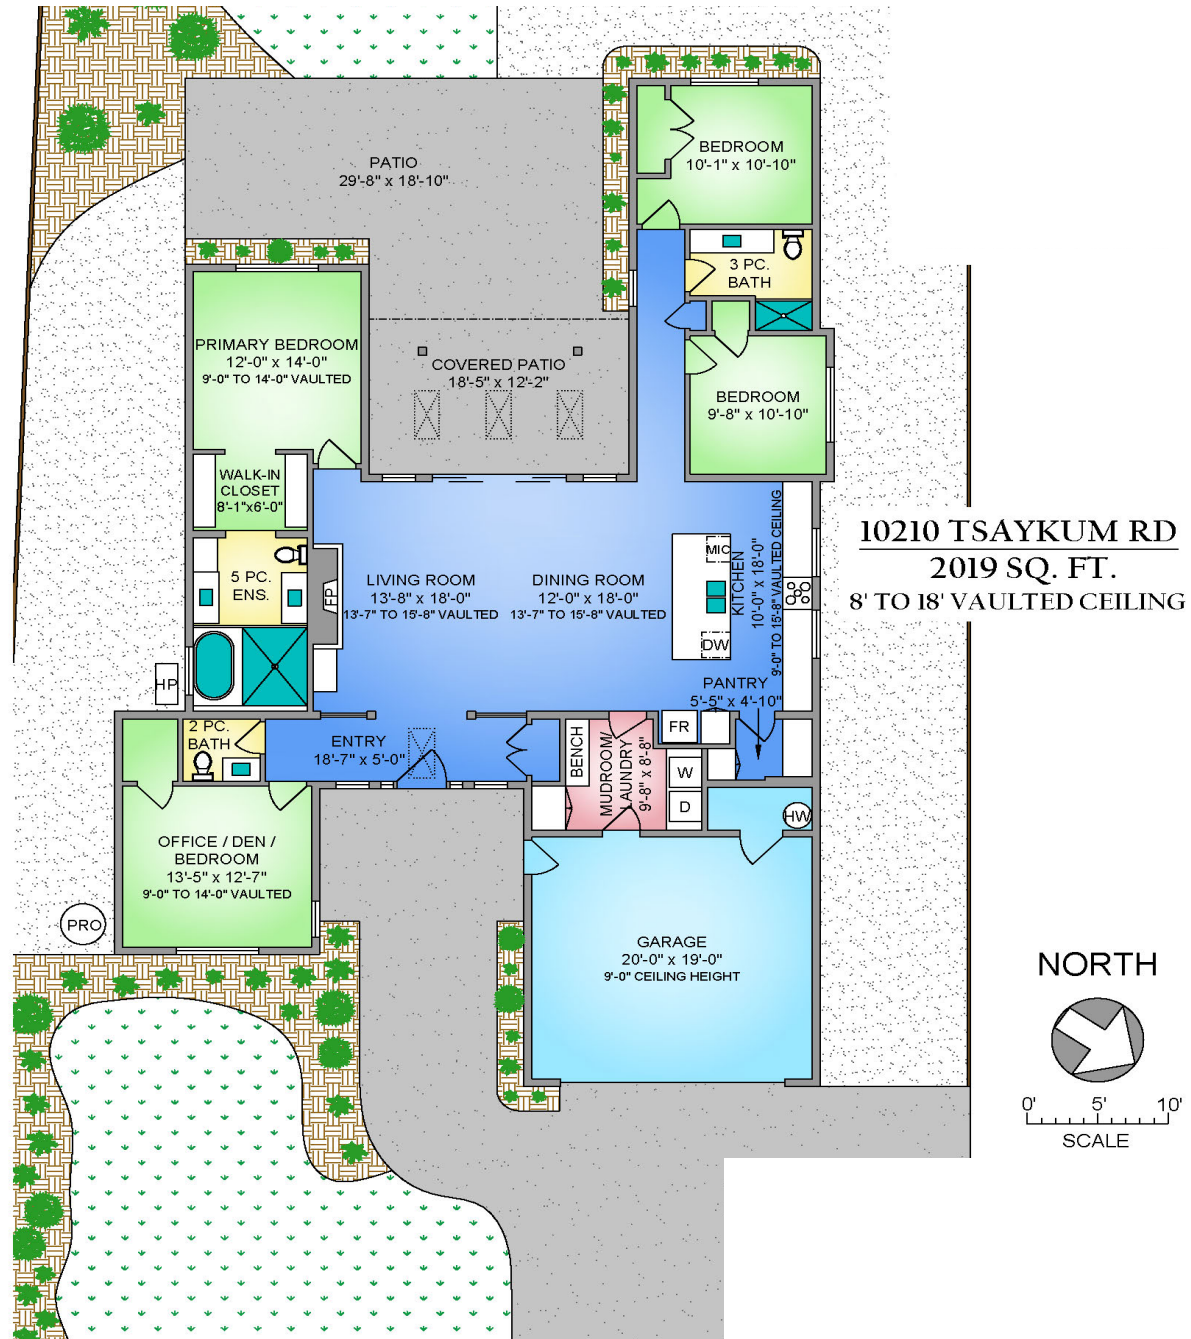 PATIO
29'-8" x 18'-10"
BEDROOM
10'-1" x 10'-10"
3 PC.
BATH
PRIMARY BEDROOM
12'-0" x 14'-0"
9'-0" TO 14'-0" VAULTED
COVERED PATIO
18'-5" x 12'-2"
BEDROOM
9'-8" x 10'-10"
WALK-IN
CLOSET
8'-1"x6'-0"
10210 TSAYKUM RD
2019 SQ. FT.
8' TO 18' VAULTED CEILING
5 PC.
ENS.
FP
LIVING ROOM
13'-8" x 18'-0"
13'-7" TO 15'-8" VAULTED
DINING ROOM
12'-0" x 18'-0"
13'-7" TO 15'-8" VAULTED
MIC
DW
KITCHEN
10'-0" x 18'-0"
9'-0" TO 15'-8" VAULTED CEILING
HP
PANTRY
5'-5" x 4'-10"
2 PC.
BATH
ENTRY
18'-7" x 5'-0"
BENCH
MUDROOM/
LAUNDRY
9'-8" x 8'-8"
FR
W
D
HW
OFFICE / DEN /
BEDROOM
13'-5" x 12'-7"
9'-0" TO 14'-0" VAULTED
PRO
GARAGE
20'-0" x 19'-0"
9'-0" CEILING HEIGHT
NORTH
0' 5' 10'
SCALE